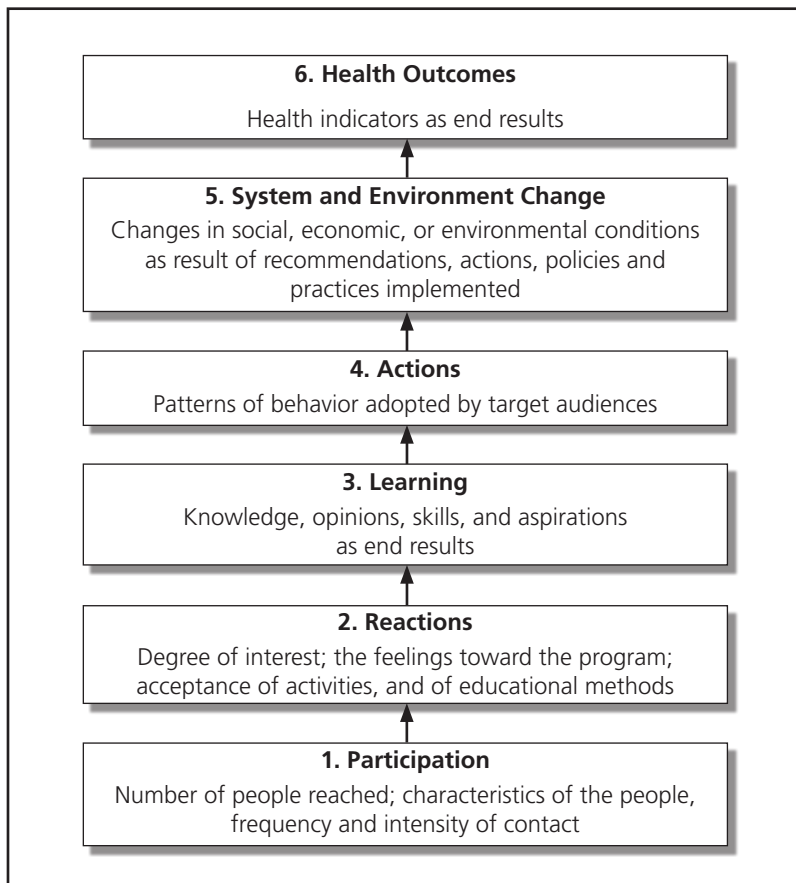 6. Health Outcomes
Health indicators as end results
5. System and Environment Change
Changes in social, economic, or environmental conditions
as result of recommendations, actions, policies and
practices implemented
4. Actions
Patterns of behavior adopted by target audiences
3. Learning
Knowledge, opinions, skills, and aspirations
as end results
2. Reactions
Degree of interest; the feelings toward the program;
acceptance of activities, and of educational methods
1. Participation
Number of people reached; characteristics of the people,
frequency and intensity of contact